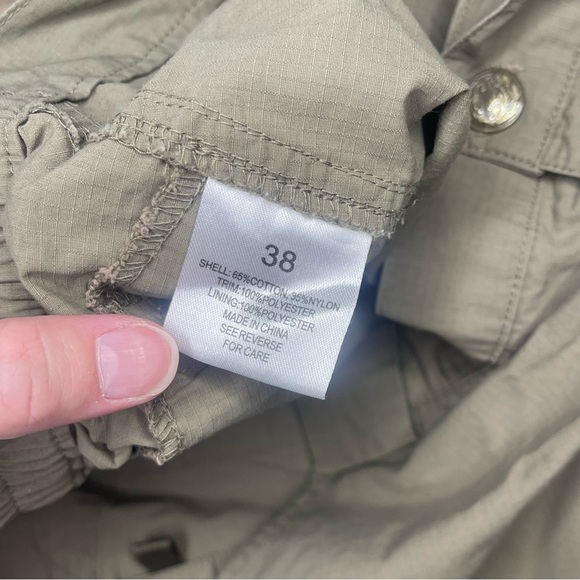 38
SHELL: 65%COTTON, 35%NYLON
TRIM:100%POLYESTER
LINING:100%POLYESTER
MADE IN CHINA
SEE REVERSE
FOR CARE